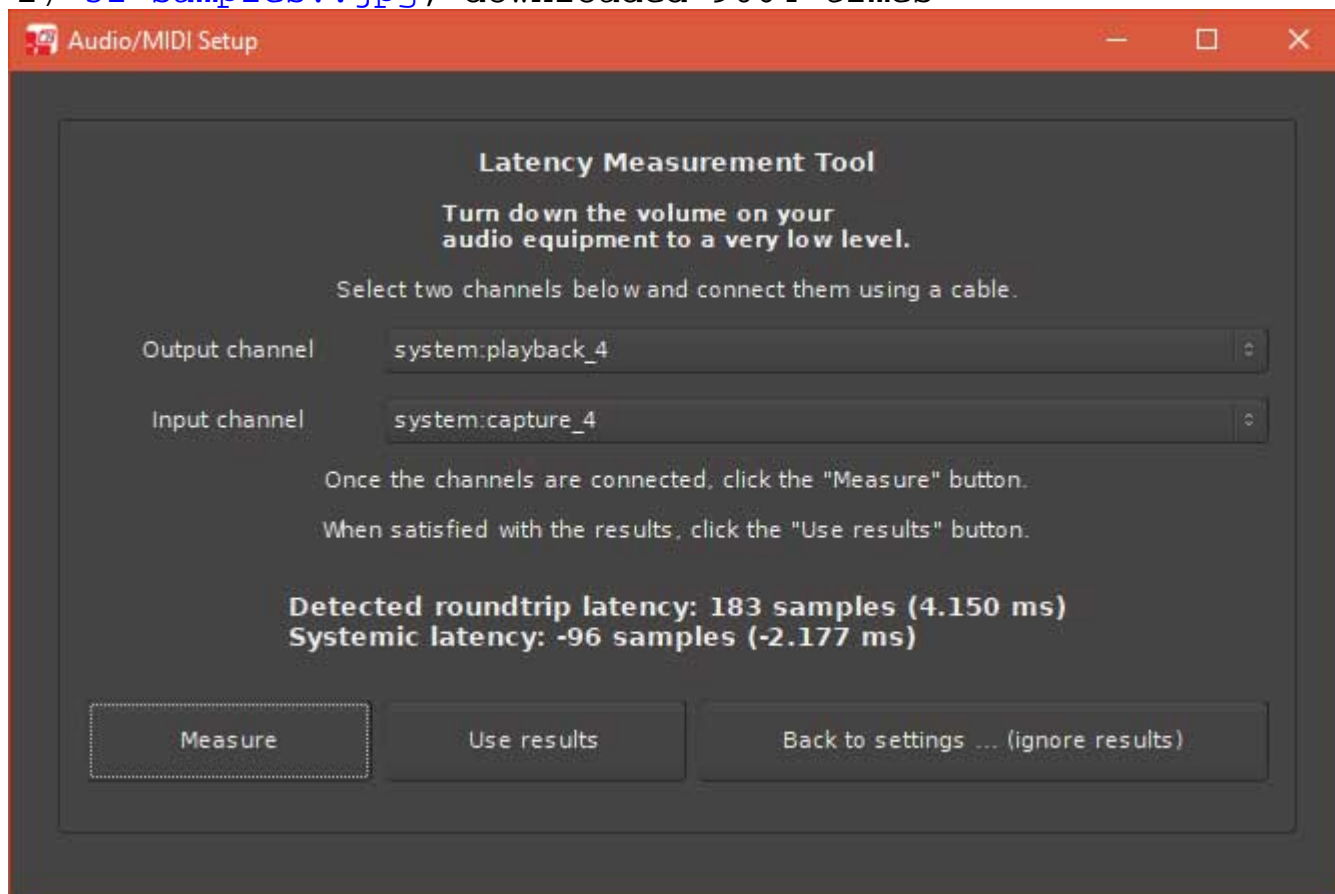 Audio/MIDI Setup
Latency Measurement Tool
Turn down the volume on your
audio equipment to a very low level.
Select two channels below and connect them using a cable.
Output channel system:playback_4
Input channel system:capture_4
Once the channels are connected, click the "Measure" button.
When satisfied with the results, click the "Use results" button.
Detected roundtrip latency: 183 samples (4.150 ms)
Systemic latency: -96 samples (-2.177 ms)
Measure Use results Back to settings ... (ignore results)